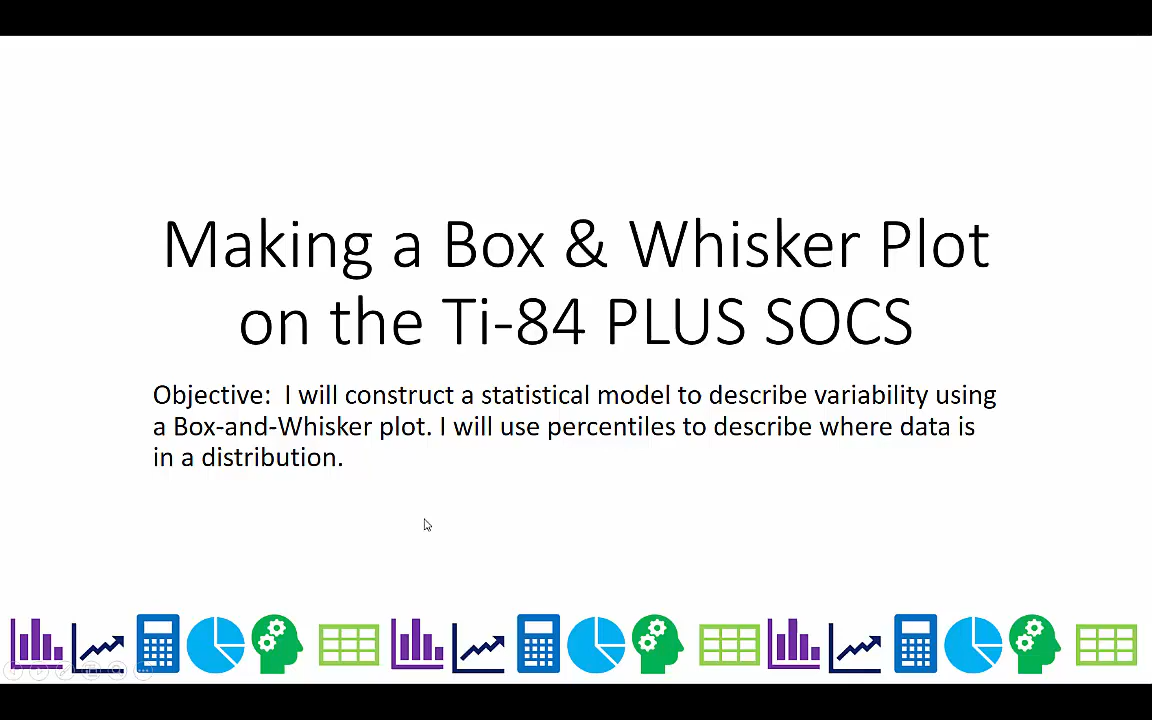 Making a Box & Whisker Plot
on the Ti-84 PLUS SOCS
Objective:  I will construct a statistical model to describe variability using
a Box-and-Whisker plot. I will use percentiles to describe where data is
in a distribution.